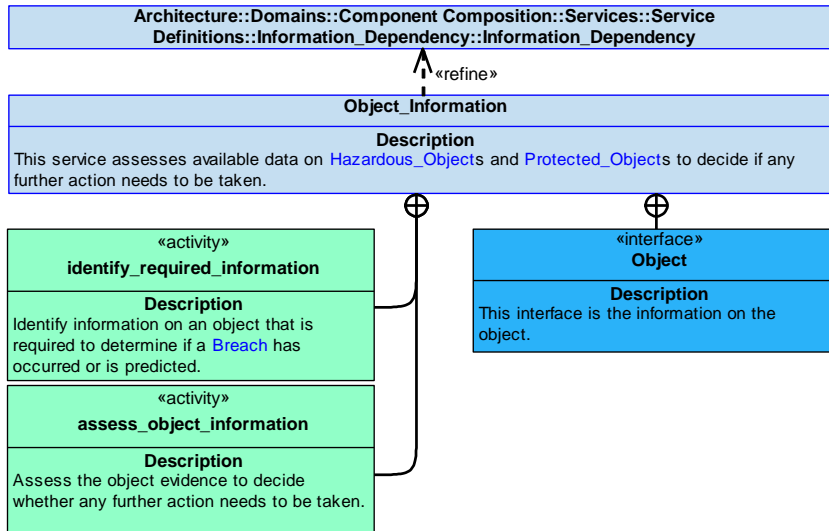 Architecture::Domains::Component Composition::Services::Service
Definitions::Information_Dependency::Information_Dependency
«refine»
Object_Information
Description
This service assesses available data on Hazardous_Objects and Protected_Objects to decide if any
further action needs to be taken.
«activity»
identify_required_information
Description
Identify information on an object that is
required to determine if a Breach has
occurred or is predicted.
«interface»
Object
Description
This interface is the information on the
object.
«activity»
assess_object_information
Description
Assess the object evidence to decide
whether any further action needs to be taken.